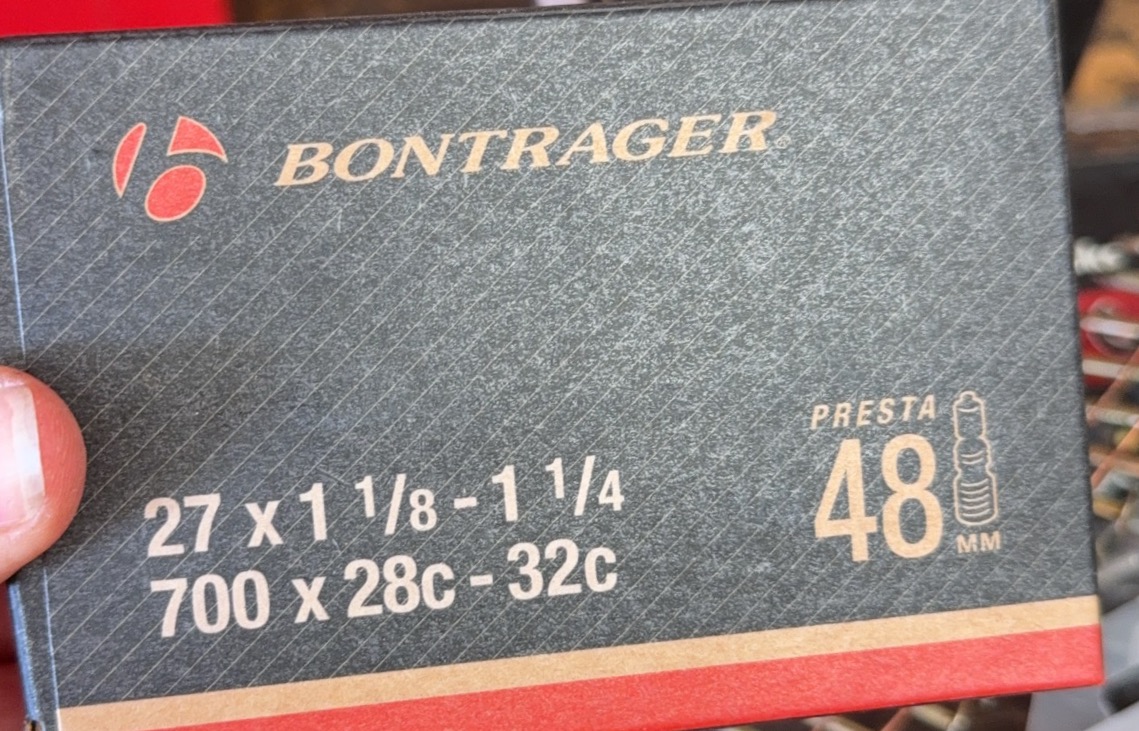 BONTRAGER
PRESTA
48
MM
27 x 1 1/8 - 1 1/4
700 x 28c - 32c